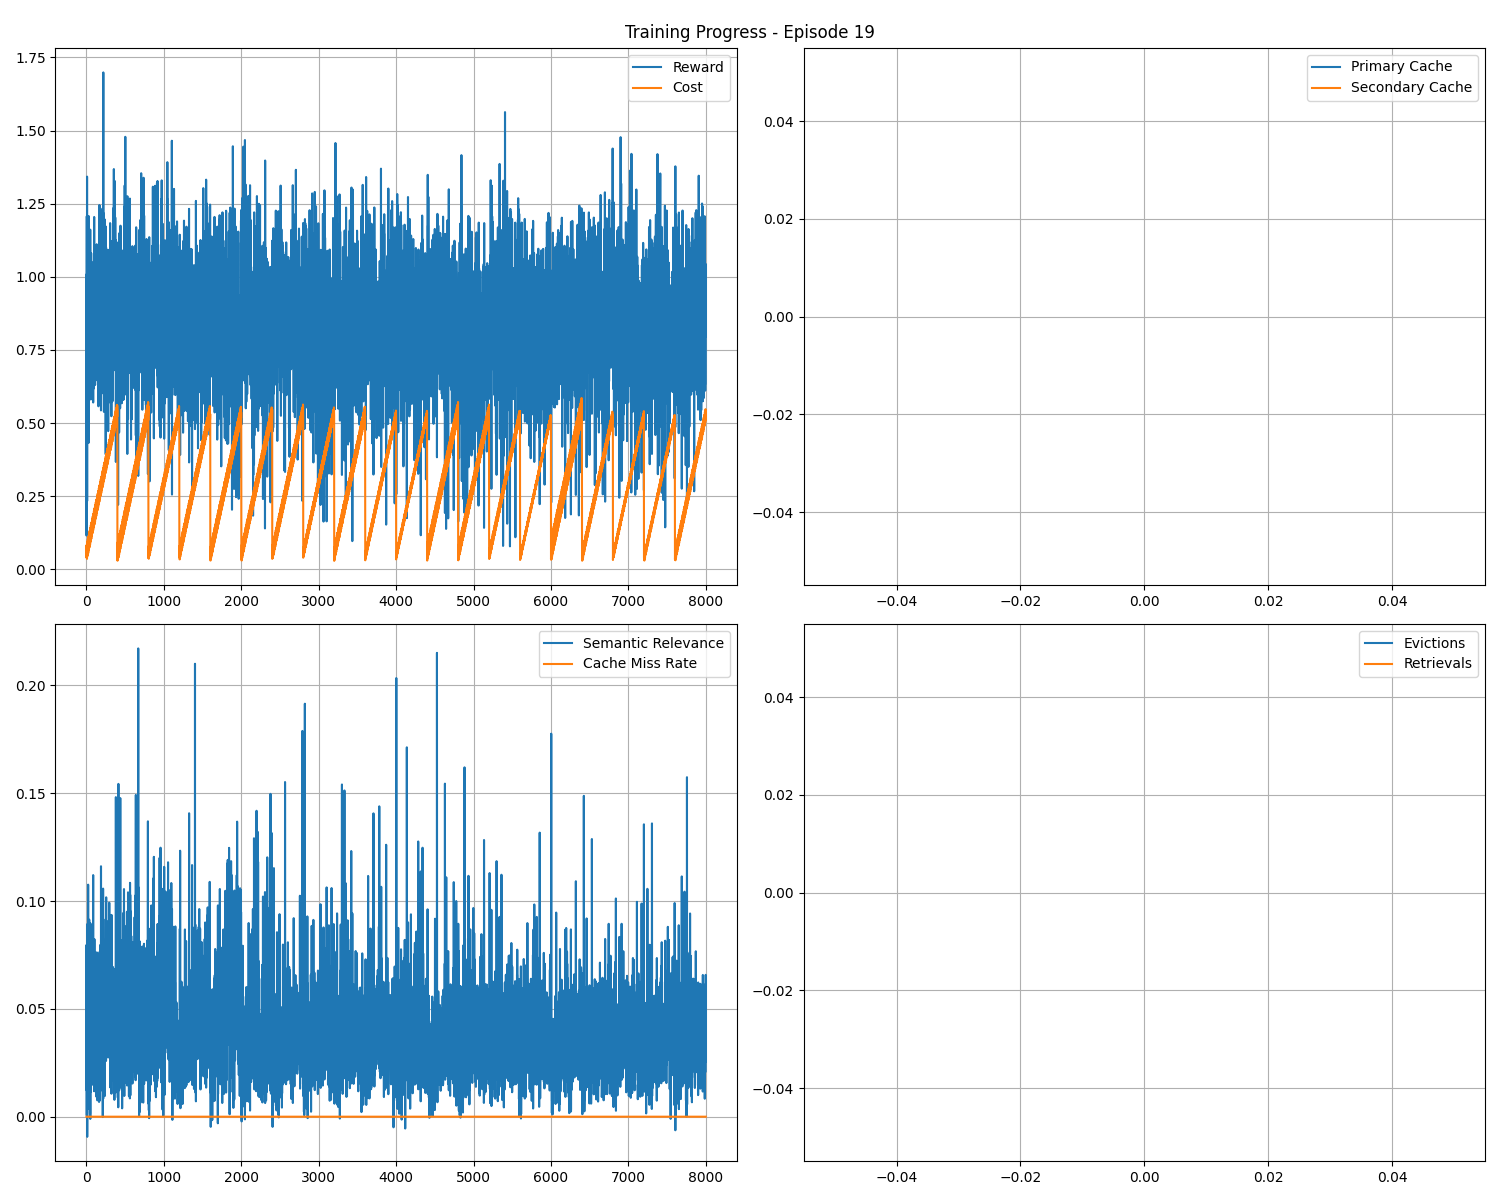 Training Progress - Episode 19
1.75
1.50
1.25
1.00
0.75
0.50
0.25
0.00
0 1000 2000 3000 4000 5000 6000 7000 8000
Reward
Cost
0.04
0.02
0.00
−0.02
−0.04
−0.04 −0.02 0.00 0.02 0.04
Primary Cache
Secondary Cache
0.20
0.15
0.10
0.05
0.00
0 1000 2000 3000 4000 5000 6000 7000 8000
Semantic Relevance
Cache Miss Rate
0.04
0.02
0.00
−0.02
−0.04
−0.04 −0.02 0.00 0.02 0.04
Evictions
Retrievals